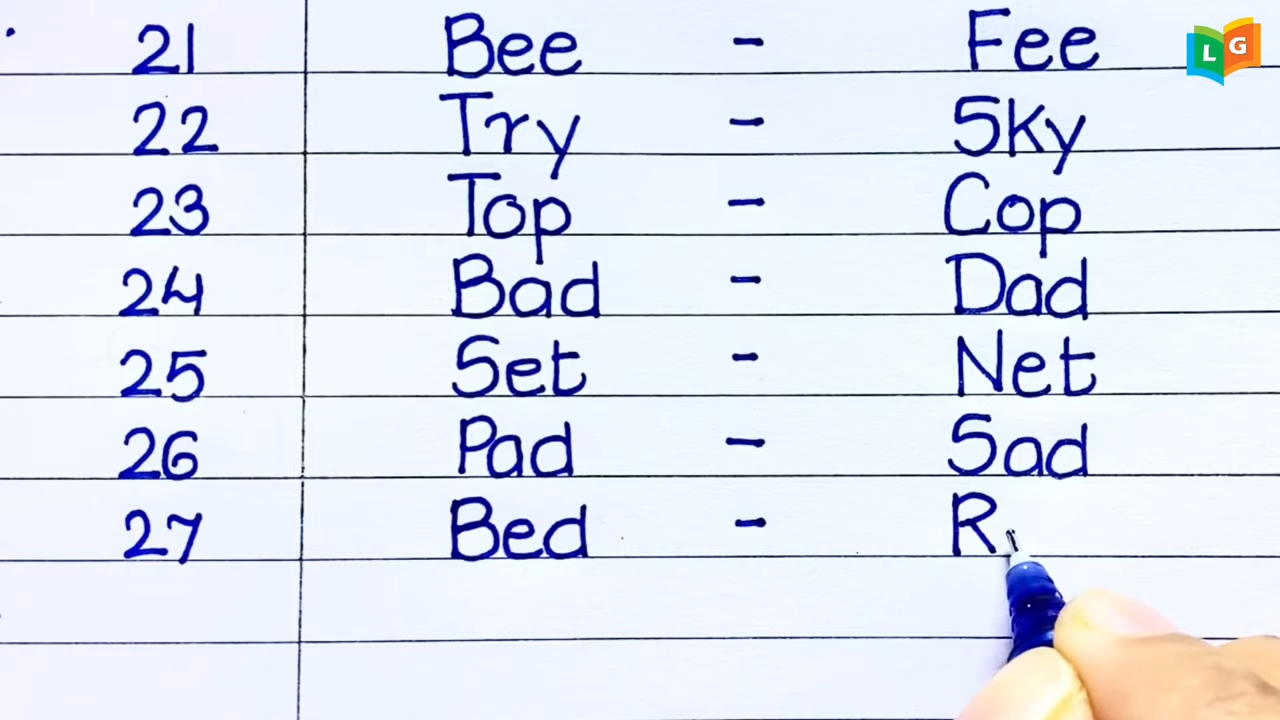 L G
21 Bee - Fee
22 Try - Sky
23 Top - Cop
24 Bad - Dad
25 Set - Net
26 Pad - Sad
27 Bed - R